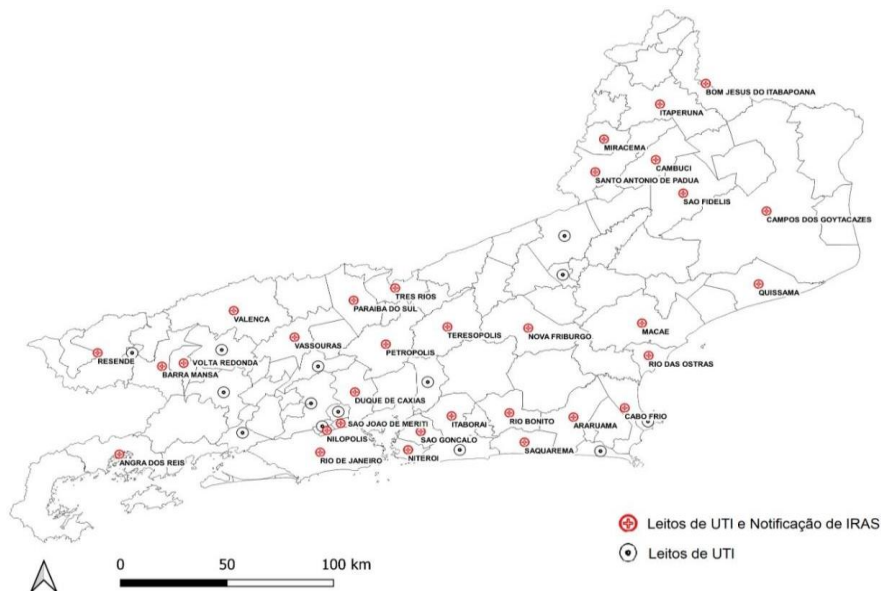 BOM JESUS DO ITABAPOANA
ITAPERUNA
MIRACEMA
CAMBUCI
SANTO ANTONIO DE PADUA
SAO FIDELIS
CAMPOS DOS GOYTACAZES
QUISSAMA
TRES RIOS
PARAIBA DO SUL
VALENCA
MACAE
TERESOPOLIS
NOVA FRIBURGO
VASSOURAS
PETROPOLIS
RESENDE
VOLTA REDONDA
RIO DAS OSTRAS
BARRA MANSA
DUQUE DE CAXIAS
CABO FRIO
RIO BONITO
ARARUAMA
ITABORAI
SAO JOAO DE MERITI
NILOPOLIS
SAO GONCALO
SAQUAREMA
NITEROI
RIO DE JANEIRO
ANGRA DOS REIS
Leitos de UTI e Notificação de IRAS
Leitos de UTI
0 50 100 km